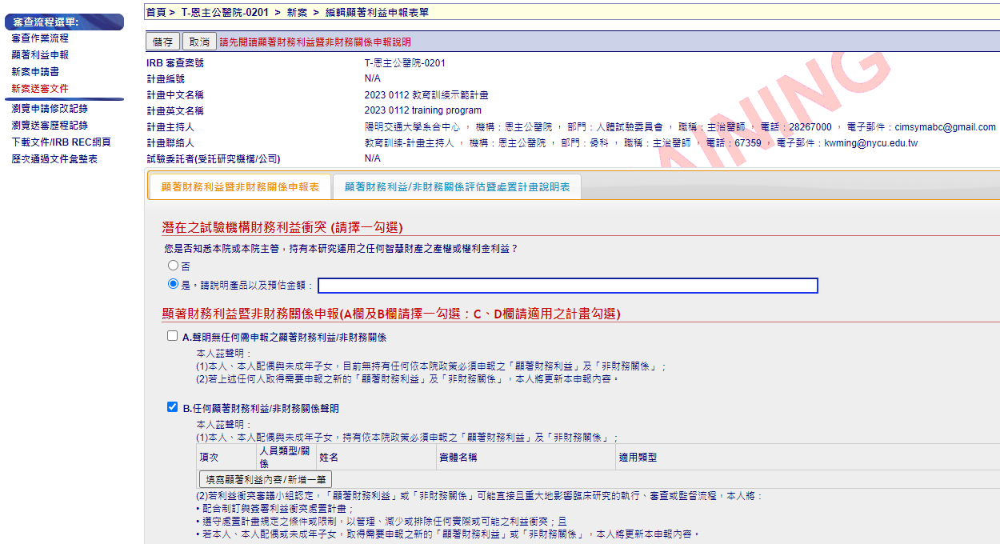 首頁 > T-恩主公醫院-0201 > 新案 > 編輯顯著利益申報表單
審查流程選單:
審查作業流程
顯著利益申報
新案申請書
新案送審文件
瀏覽申請修改記錄
瀏覽送審歷程記錄
下載文件/IRB REC網頁
歷次通過文件彙整表
儲存 取消 請先閱讀顯著財務利益暨非財務關係申報說明
IRB 審查案號 T-恩主公醫院-0201
計畫編號 N/A
計畫中文名稱 2023 0112 教育訓練示範計畫
計畫英文名稱 2023 0112 training program
計畫主持人 陽明交通大學系合中心 , 機構:恩主公醫院 , 部門:人體試驗委員會 , 職稱:主治醫師 , 電話:28267000 , 電子郵件:cimsymabc@gmail.com
計畫聯絡人 教育訓練-計畫主持人 , 機構:恩主公醫院 , 部門:骨科 , 職稱:主治醫師 , 電話:67359 , 電子郵件:kwming@nycu.edu.tw
試驗委託者(受託研究機構/公司) N/A
AINING
顯著財務利益暨非財務關係申報表 顯著財務利益/非財務關係評估暨處置計畫說明表
潛在之試驗機構財務利益衝突 (請擇一勾選)
您是否知悉本院或本院主管,持有本研究運用之任何智慧財產之產權或權利金利益?
否
是。請說明產品以及預估金額:
顯著財務利益暨非財務關係申報(A欄及B欄請擇一勾選:C、D欄請適用之計畫勾選)
A.聲明無任何需申報之顯著財務利益/非財務關係
本人茲聲明:
(1)本人、本人配偶與未成年子女,目前無持有任何依本院政策必須申報之「顯著財務利益」及「非財務關係」;
(2)若上述任何人取得需要申報之新的「顯著財務利益」及「非財務關係」,本人將更新本申報內容。
B.任何顯著財務利益/非財務關係聲明
本人茲聲明:
(1)本人、本人配偶與未成年子女,持有依本院政策必須申報之「顯著財務利益」及「非財務關係」;
項次 人員類型/關係 姓名 實體名稱 適用類型
填寫顯著利益內容/新增一筆
(2)若利益衝突審議小組認定,「顯著財務利益」或「非財務關係」可能直接且重大地影響臨床研究的執行、審查或監督流程,本人將:
• 配合制訂與簽署利益衝突處置計畫;
• 遵守處置計畫規定之條件或限制,以管理、減少或排除任何實際或可能之利益衝突;且
• 若本人、本人配偶或未成年子女,取得需要申報之新的「顯著財務利益」或「非財務關係」,本人將更新本申報內容。